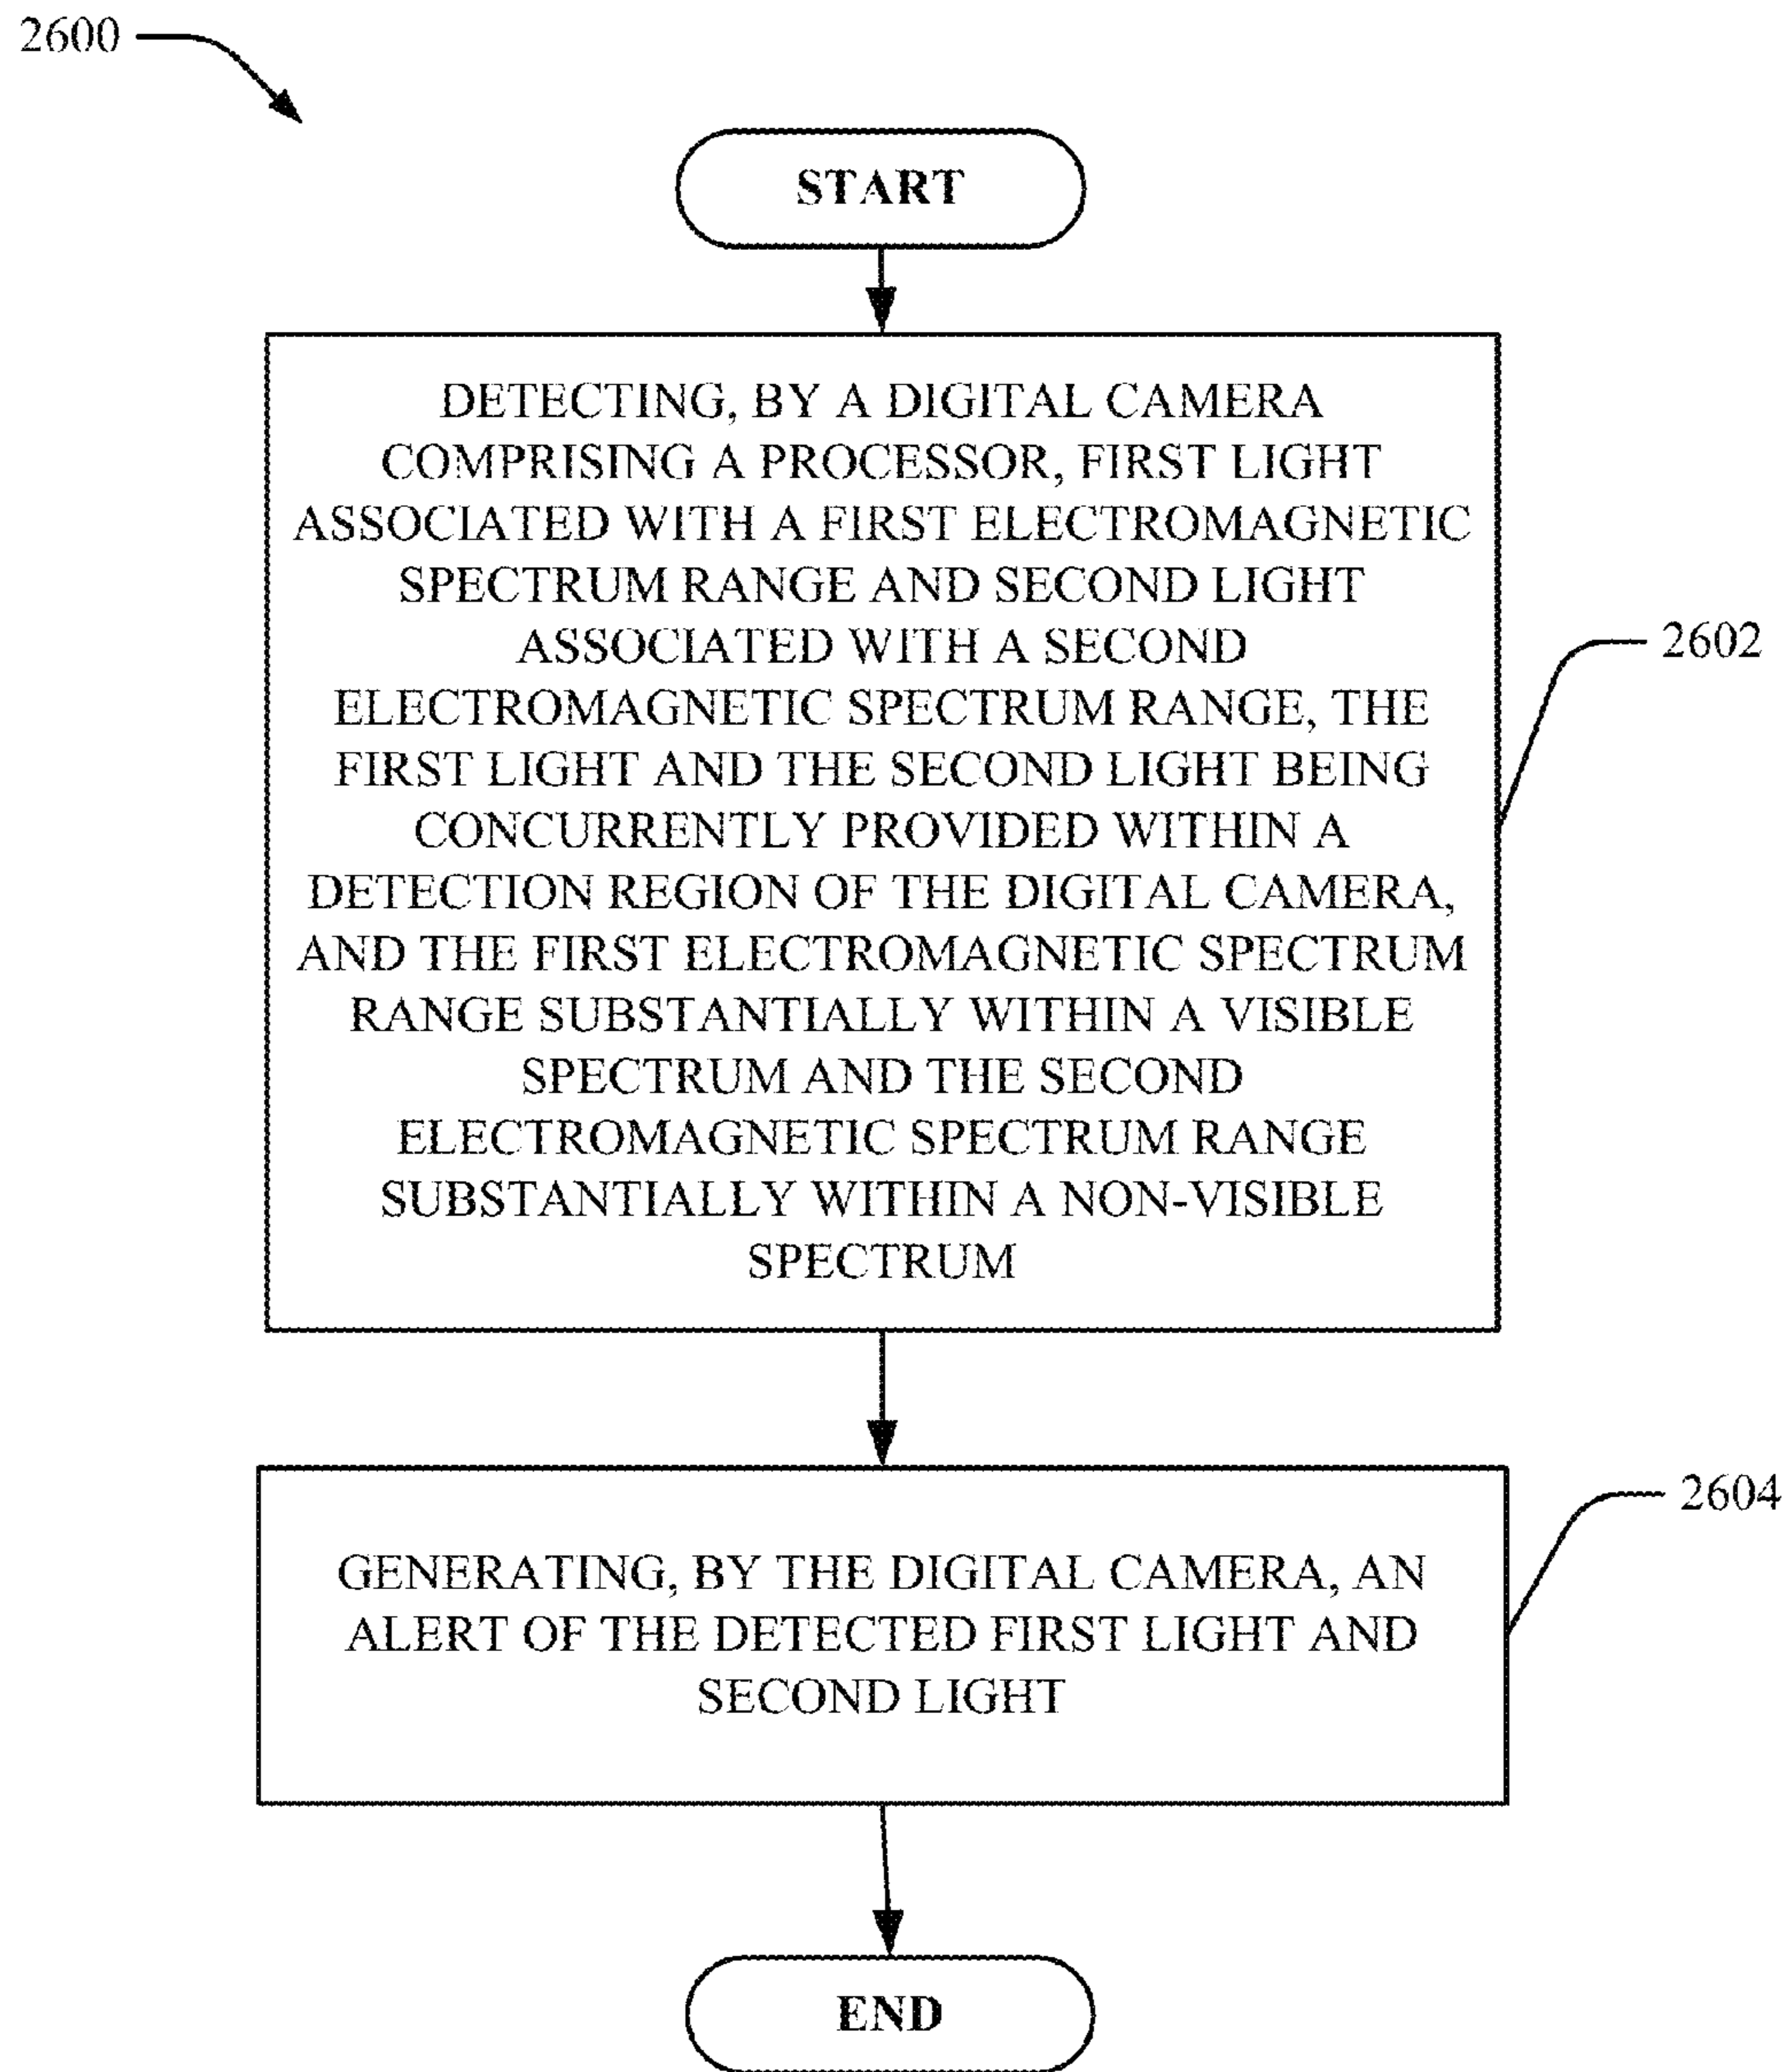 2600
START
DETECTING, BY A DIGITAL CAMERA
COMPRISING A PROCESSOR, FIRST LIGHT
ASSOCIATED WITH A FIRST ELECTROMAGNETIC
SPECTRUM RANGE AND SECOND LIGHT
ASSOCIATED WITH A SECOND
ELECTROMAGNETIC SPECTRUM RANGE, THE
FIRST LIGHT AND THE SECOND LIGHT BEING
CONCURRENTLY PROVIDED WITHIN A
DETECTION REGION OF THE DIGITAL CAMERA,
AND THE FIRST ELECTROMAGNETIC SPECTRUM
RANGE SUBSTANTIALLY WITHIN A VISIBLE
SPECTRUM AND THE SECOND
ELECTROMAGNETIC SPECTRUM RANGE
SUBSTANTIALLY WITHIN A NON-VISIBLE
SPECTRUM
2602
GENERATING, BY THE DIGITAL CAMERA, AN
ALERT OF THE DETECTED FIRST LIGHT AND
SECOND LIGHT
2604
END